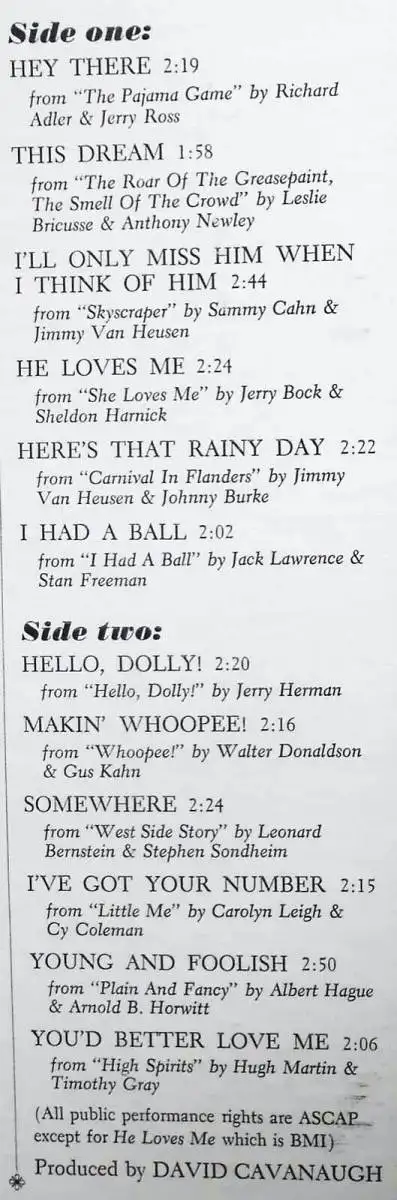 Side one:
HEY THERE 2:19
from "The Pajama Game" by Richard
Adler & Jerry Ross
THIS DREAM 1:58
from "The Roar Of The Greasepaint,
The Smell Of The Crowd" by Leslie
Bricusse & Anthony Newley
I'LL ONLY MISS HIM WHEN
I THINK OF HIM 2:44
from "Skyscraper" by Sammy Cahn &
Jimmy Van Heusen
HE LOVES ME 2:24
from "She Loves Me" by Jerry Bock &
Sheldon Harnick
HERE'S THAT RAINY DAY 2:22
from "Carnival In Flanders" by Jimmy
Van Heusen & Johnny Burke
I HAD A BALL 2:02
from "I Had A Ball" by Jack Lawrence &
Stan Freeman
Side two:
HELLO, DOLLY! 2:20
from "Hello, Dolly!" by Jerry Herman
MAKIN' WHOOPEE! 2:16
from "Whoopee!" by Walter Donaldson
& Gus Kahn
SOMEWHERE 2:24
from "West Side Story" by Leonard
Bernstein & Stephen Sondheim
I'VE GOT YOUR NUMBER 2:15
from "Little Me" by Carolyn Leigh &
Cy Coleman
YOUNG AND FOOLISH 2:50
from "Plain And Fancy" by Albert Hague
& Arnold B. Horwitt
YOU'D BETTER LOVE ME 2:06
from "High Spirits" by Hugh Martin &
Timothy Gray
(All public performance rights are ASCAP
except for He Loves Me which is BMI)
Produced by DAVID CAVANAUGH